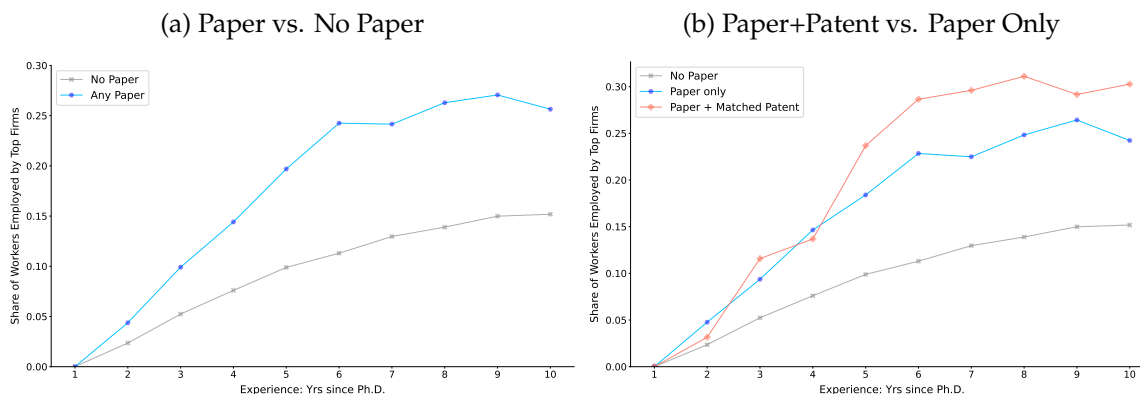 (a) Paper vs. No Paper
Share of Workers Employed by Top Firms
0.30
0.25
0.20
0.15
0.10
0.05
0.00
No Paper
Any Paper
1 2 3 4 5 6 7 8 9 10
Experience: Yrs since Ph.D.
(b) Paper+Patent vs. Paper Only
Share of Workers Employed by Top Firms
0.30
0.25
0.20
0.15
0.10
0.05
0.00
No Paper
Paper only
Paper + Matched Patent
1 2 3 4 5 6 7 8 9 10
Experience: Yrs since Ph.D.